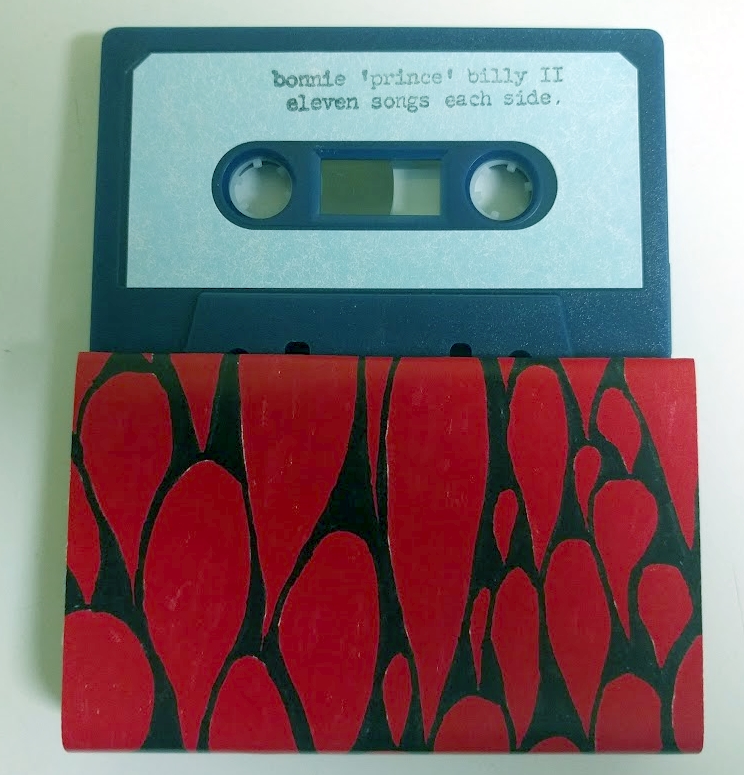 bonnie 'prince' billy II
eleven songs each side.